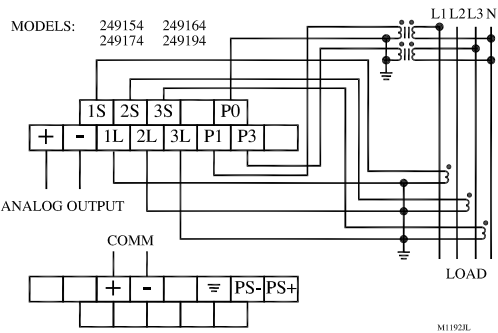 MODELS: 249154 249164
249174 249194
L1 L2 L3 N
1S 2S 3S P0
+ - 1L 2L 3L P1 P3
ANALOG OUTPUT
COMM
+ - PS- PS+
LOAD
M1192JL